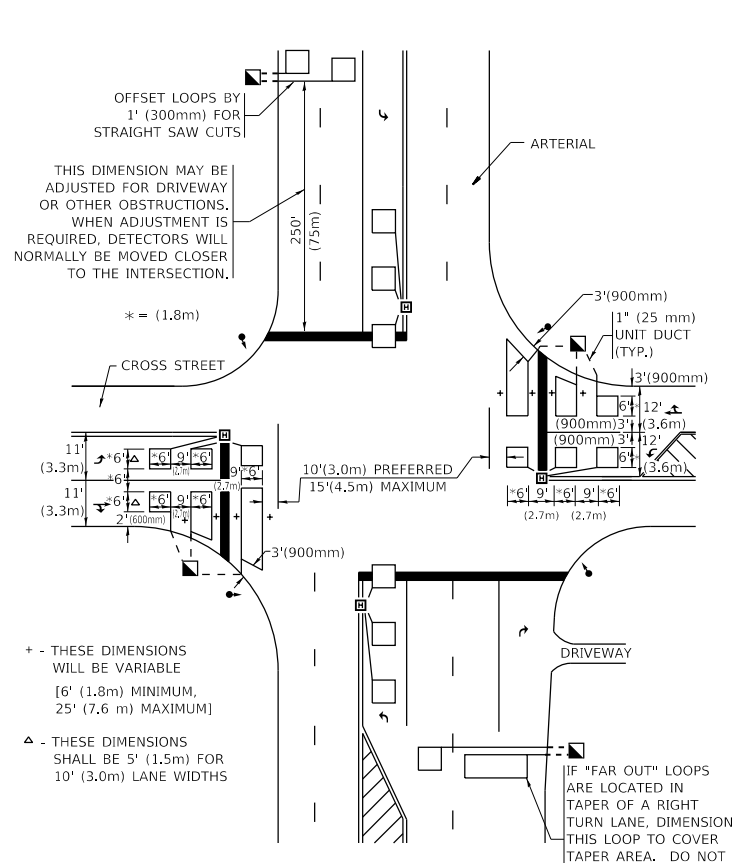 OFFSET LOOPS BY
1' (300mm) FOR
STRAIGHT SAW CUTS
ARTERIAL
THIS DIMENSION MAY BE
ADJUSTED FOR DRIVEWAY
OR OTHER OBSTRUCTIONS.
WHEN ADJUSTMENT IS
REQUIRED, DETECTORS WILL
NORMALLY BE MOVED CLOSER
TO THE INTERSECTION.
250'
(75m)
* = (1.8m)
H
3'(900mm)
1" (25 mm)
UNIT DUCT
(TYP.)
CROSS STREET
3'(900mm)
6' * 12'
(3.6m)
(900mm) 3'
(900mm) 3' 12'
6' * (3.6m)
H
11'
(3.3m)
*6' △
*6' 9' *6'
(2.7m)
9' *6'
(2.7m)
*6'
11'
(3.3m)
*6' △
*6' 9' *6'
(2.7m)
2' (600mm)
10'(3.0m) PREFERRED
15'(4.5m) MAXIMUM
H
*6' 9' *6' 9' *6'
(2.7m) (2.7m)
3'(900mm)
H
+ - THESE DIMENSIONS
WILL BE VARIABLE
[6' (1.8m) MINIMUM,
25' (7.6 m) MAXIMUM]
△ - THESE DIMENSIONS
SHALL BE 5' (1.5m) FOR
10' (3.0m) LANE WIDTHS
DRIVEWAY
IF "FAR OUT" LOOPS
ARE LOCATED IN
TAPER OF A RIGHT
TURN LANE, DIMENSION
THIS LOOP TO COVER
TAPER AREA. DO NOT